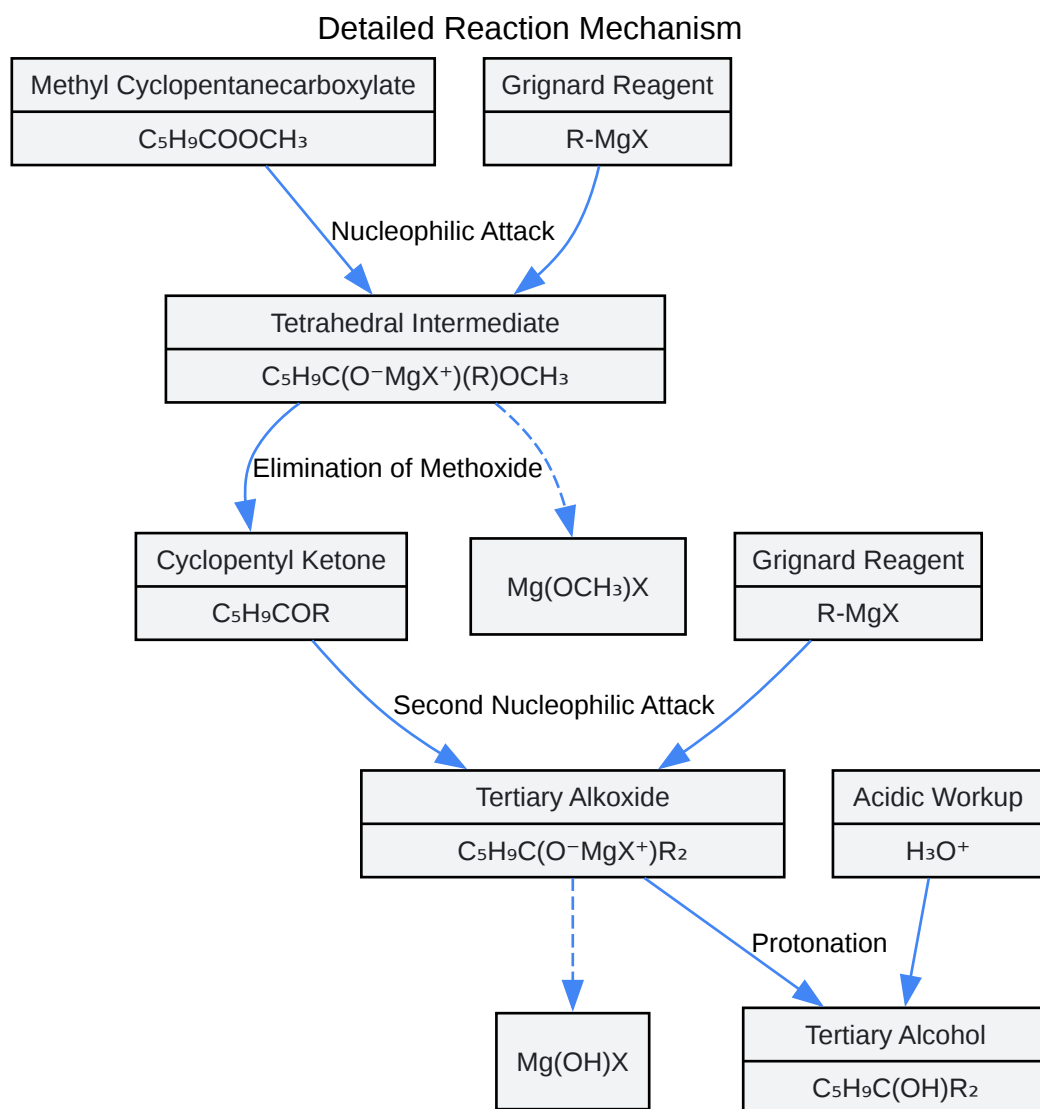 Detailed Reaction Mechanism
Methyl Cyclopentanecarboxylate
C₅H₉COOCH₃
Grignard Reagent
R-MgX
Nucleophilic Attack
Tetrahedral Intermediate
C₅H₉C(O⁻MgX⁺)(R)OCH₃
Elimination of Methoxide
Cyclopentyl Ketone
C₅H₉COR
Mg(OCH₃)X
Grignard Reagent
R-MgX
Second Nucleophilic Attack
Tertiary Alkoxide
C₅H₉C(O⁻MgX⁺)R₂
Acidic Workup
H₃O⁺
Protonation
Mg(OH)X
Tertiary Alcohol
C₅H₉C(OH)R₂